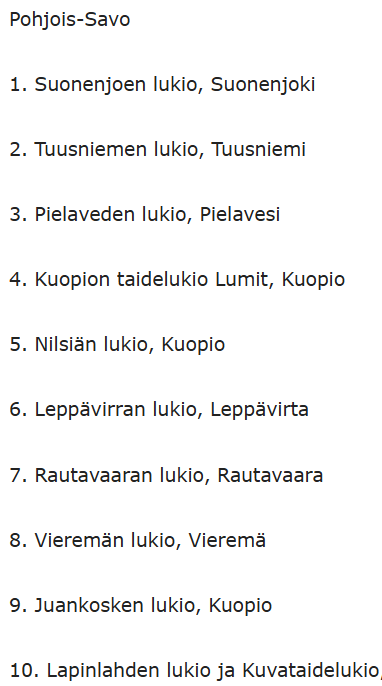 Pohjois-Savo
1. Suonenjoen lukio, Suonenjoki
2. Tuusniemen lukio, Tuusniemi
3. Pielaveden lukio, Pielavesi
4. Kuopion taidelukio Lumit, Kuopio
5. Nilsiän lukio, Kuopio
6. Leppävirran lukio, Leppävirta
7. Rautavaaran lukio, Rautavaara
8. Vieremän lukio, Vieremä
9. Juankosken lukio, Kuopio
10. Lapinlahden lukio ja Kuvataidelukio,